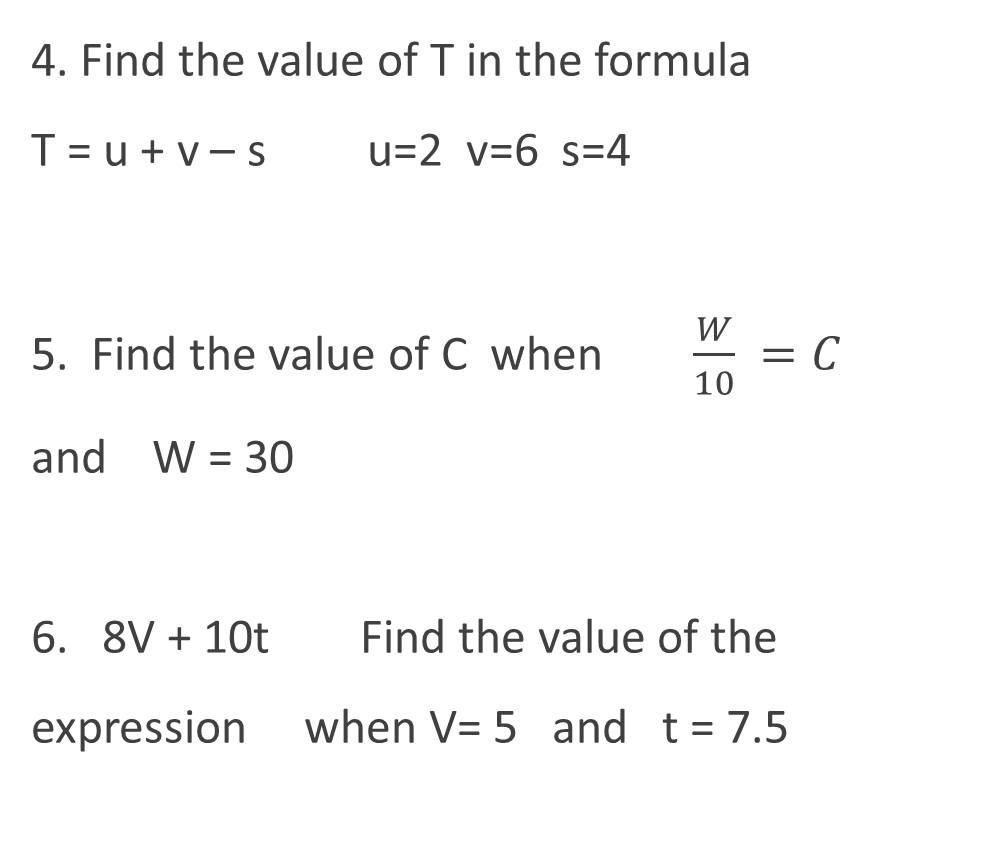 4. Find the value of T in the formula
T = u + v – s u=2 v=6 s=4
5. Find the value of C when W/10 = C
and W = 30
6. 8V + 10t Find the value of the
expression when V= 5 and t = 7.5